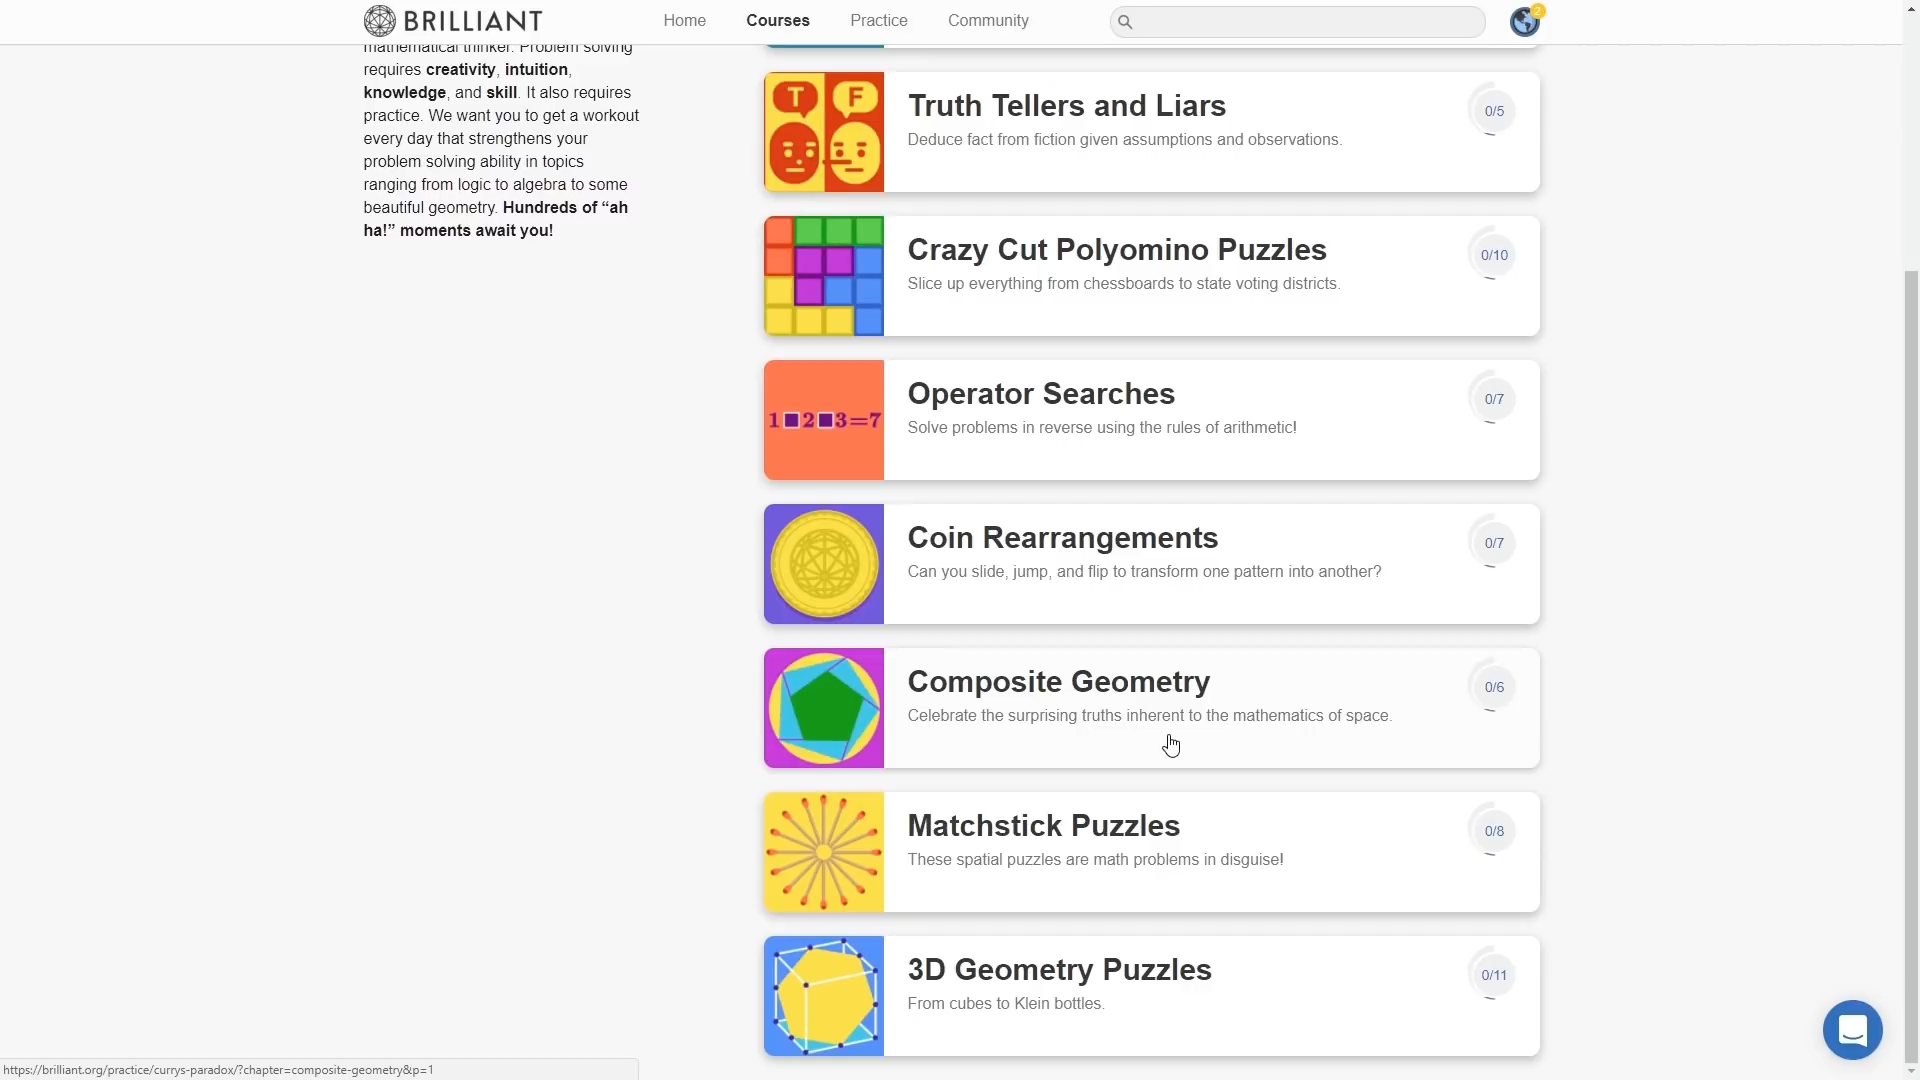 BRILLIANT
Home
Courses
Practice
Community
2
mathematical thinker. Problem solving
requires creativity, intuition,
knowledge, and skill. It also requires
practice. We want you to get a workout
every day that strengthens your
problem solving ability in topics
ranging from logic to algebra to some
beautiful geometry. Hundreds of “ah
ha!” moments await you!
T F
Truth Tellers and Liars
0/5
Deduce fact from fiction given assumptions and observations.
Crazy Cut Polyomino Puzzles
0/10
Slice up everything from chessboards to state voting districts.
1■2■3=7
Operator Searches
0/7
Solve problems in reverse using the rules of arithmetic!
Coin Rearrangements
0/7
Can you slide, jump, and flip to transform one pattern into another?
Composite Geometry
0/6
Celebrate the surprising truths inherent to the mathematics of space.
Matchstick Puzzles
0/8
These spatial puzzles are math problems in disguise!
3D Geometry Puzzles
0/11
From cubes to Klein bottles.
https://brilliant.org/practice/currys-paradox/?chapter=composite-geometry&p=1